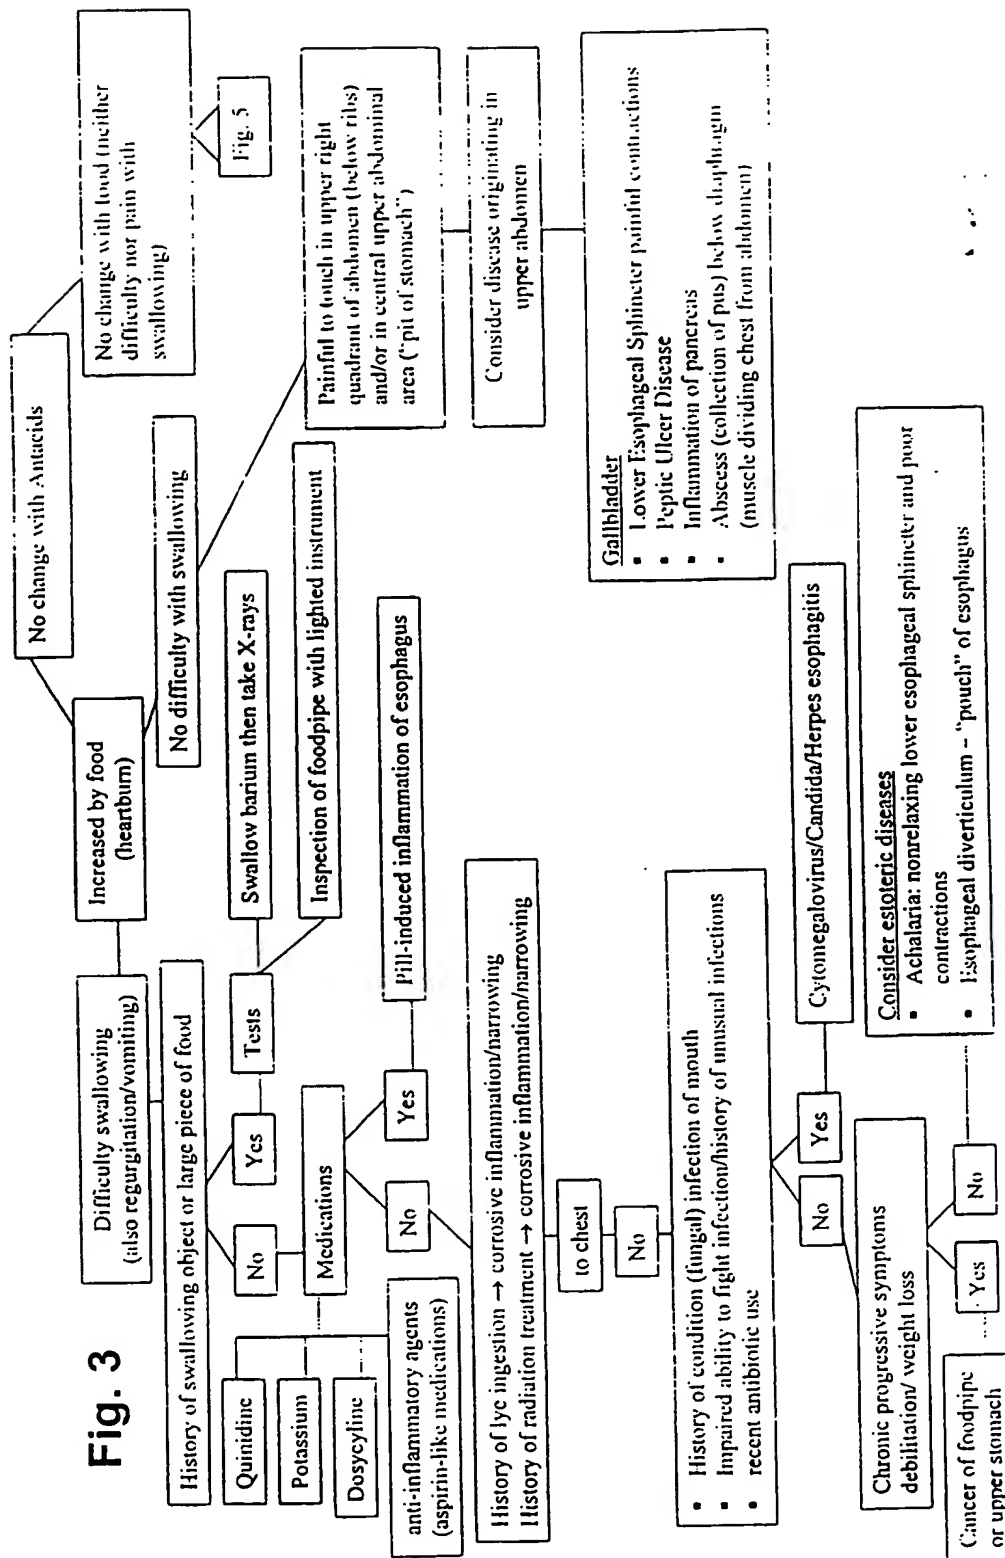 Fig. 3
No change with Antacids
No change with food (neither
difficulty nor pain with
swallowing)
Fig. 5
Increased by food
(heartburn)
Difficulty swallowing
(also regurgitation/vomiting)
No difficulty with swallowing
Painful to touch in upper right
quadrant of abdomen (below ribs)
and/or in central upper abdominal
area ("pit of stomach")
Consider disease originating in
upper abdomen
Gallbladder
▪ Lower Esophageal Sphincter painful contractions
▪ Peptic Ulcer Disease
▪ Inflammation of pancreas
▪ Abscess (collection of pus) below diaphragm
(muscle dividing chest from abdomen)
History of swallowing object or large piece of food
No
Yes
Tests
Swallow barium then take X-rays
Inspection of foodpipe with lighted instrument
Medications
Quinidine
Potassium
Dosycyline
anti-inflammatory agents
(aspirin-like medications)
No
Yes
Pill-induced inflammation of esophagus
History of lye ingestion → corrosive inflammation/narrowing
History of radiation treatment → corrosive inflammation/narrowing
to chest
No
▪ History of condition (fungal) infection of mouth
▪ Impaired ability to fight infection/history of unusual infections
▪ recent antibiotic use
No
Yes
Cytomegalovirus/Candida/Herpes esophagitis
Chronic progressive symptoms
debilitation/ weight loss
Yes
No
Cancer of foodpipe
or upper stomach
Consider estoteric diseases
▪ Achalaria: nonrelaxing lower esophageal sphincter and poor
contractions
▪ Esophageal diverticulum – "pouch" of esophagus